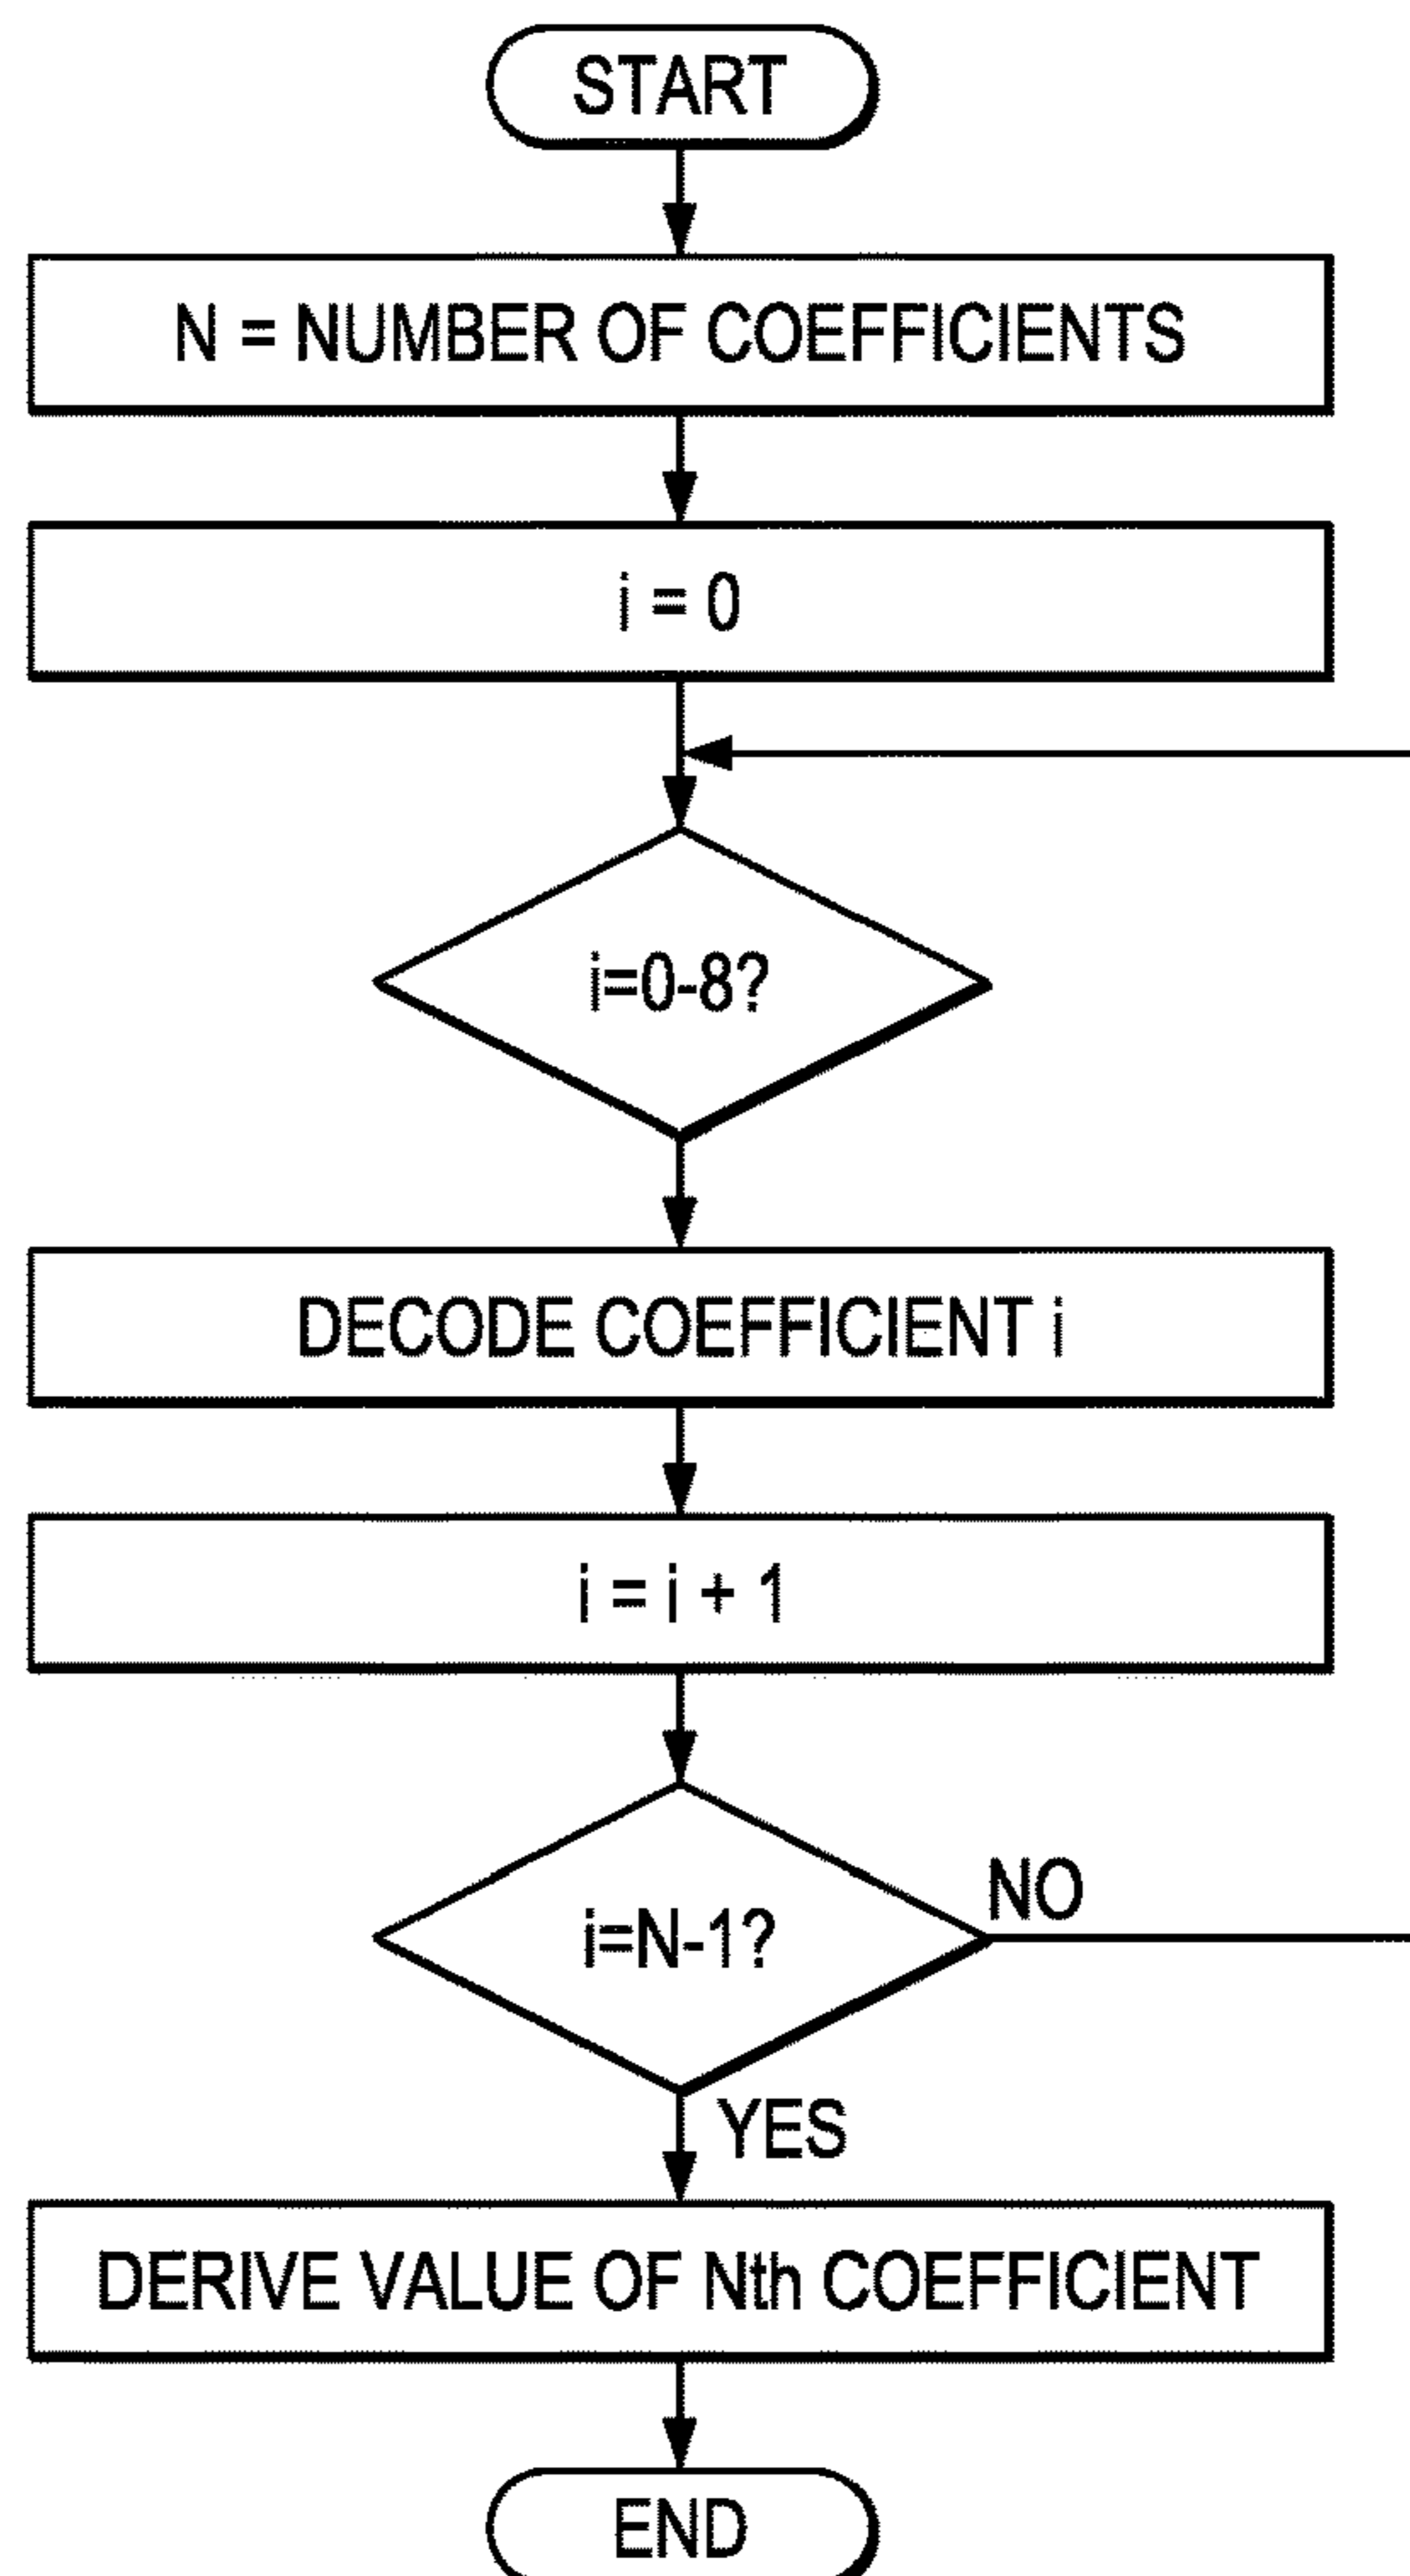 START
N = NUMBER OF COEFFICIENTS
i = 0
i=0-8?
DECODE COEFFICIENT i
i = i + 1
i=N-1?
NO
YES
DERIVE VALUE OF Nth COEFFICIENT
END